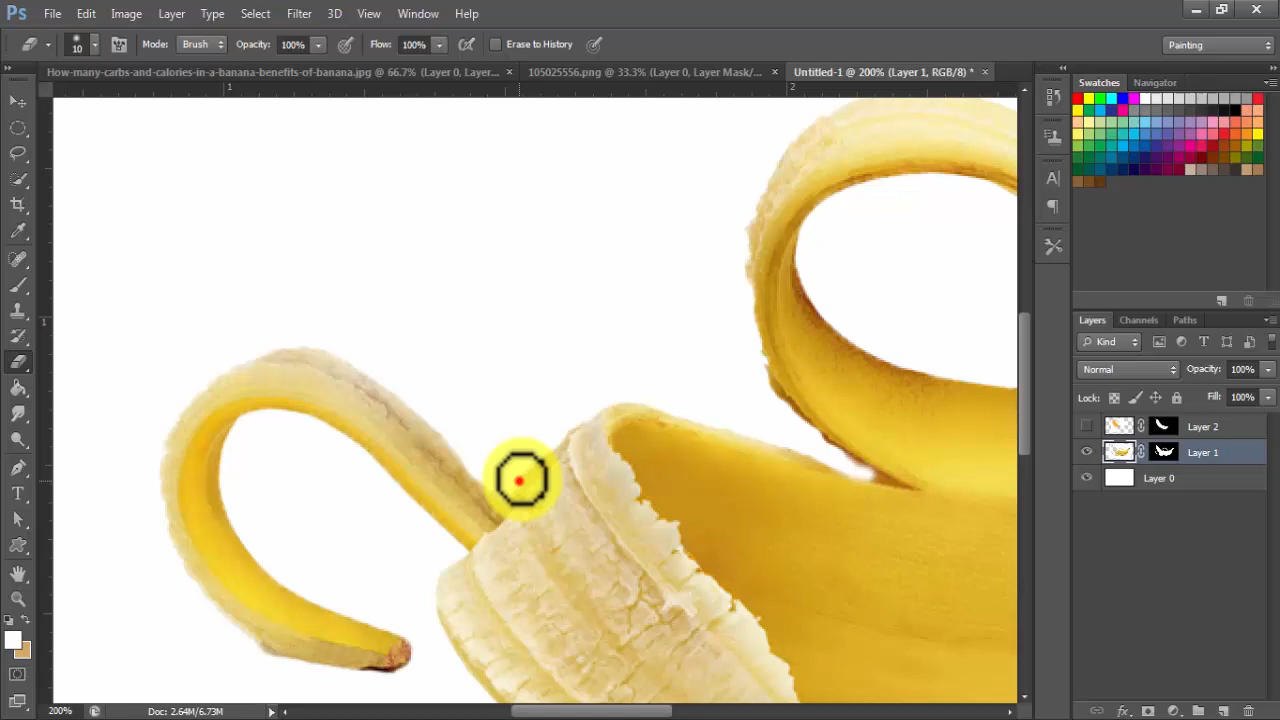 Ps File Edit Image Layer Type Select Filter 3D View Window Help
10 Mode: Brush Opacity: 100% Flow: 100% Erase to History Painting
How-many-carbs-and-calories-in-a-banana-benefits-of-banana.jpg @ 66.7% (Layer 0, Layer... × 105025556.png @ 33.3% (Layer 0, Layer Mask/... × Untitled-1 @ 200% (Layer 1, RGB/8) * ×
Swatches Navigator
1 2
1
Layers Channels Paths
Kind
Normal Opacity: 100%
Lock: Fill: 100%
Layer 2
Layer 1
Layer 0
200% Doc: 2.64M/6.73M